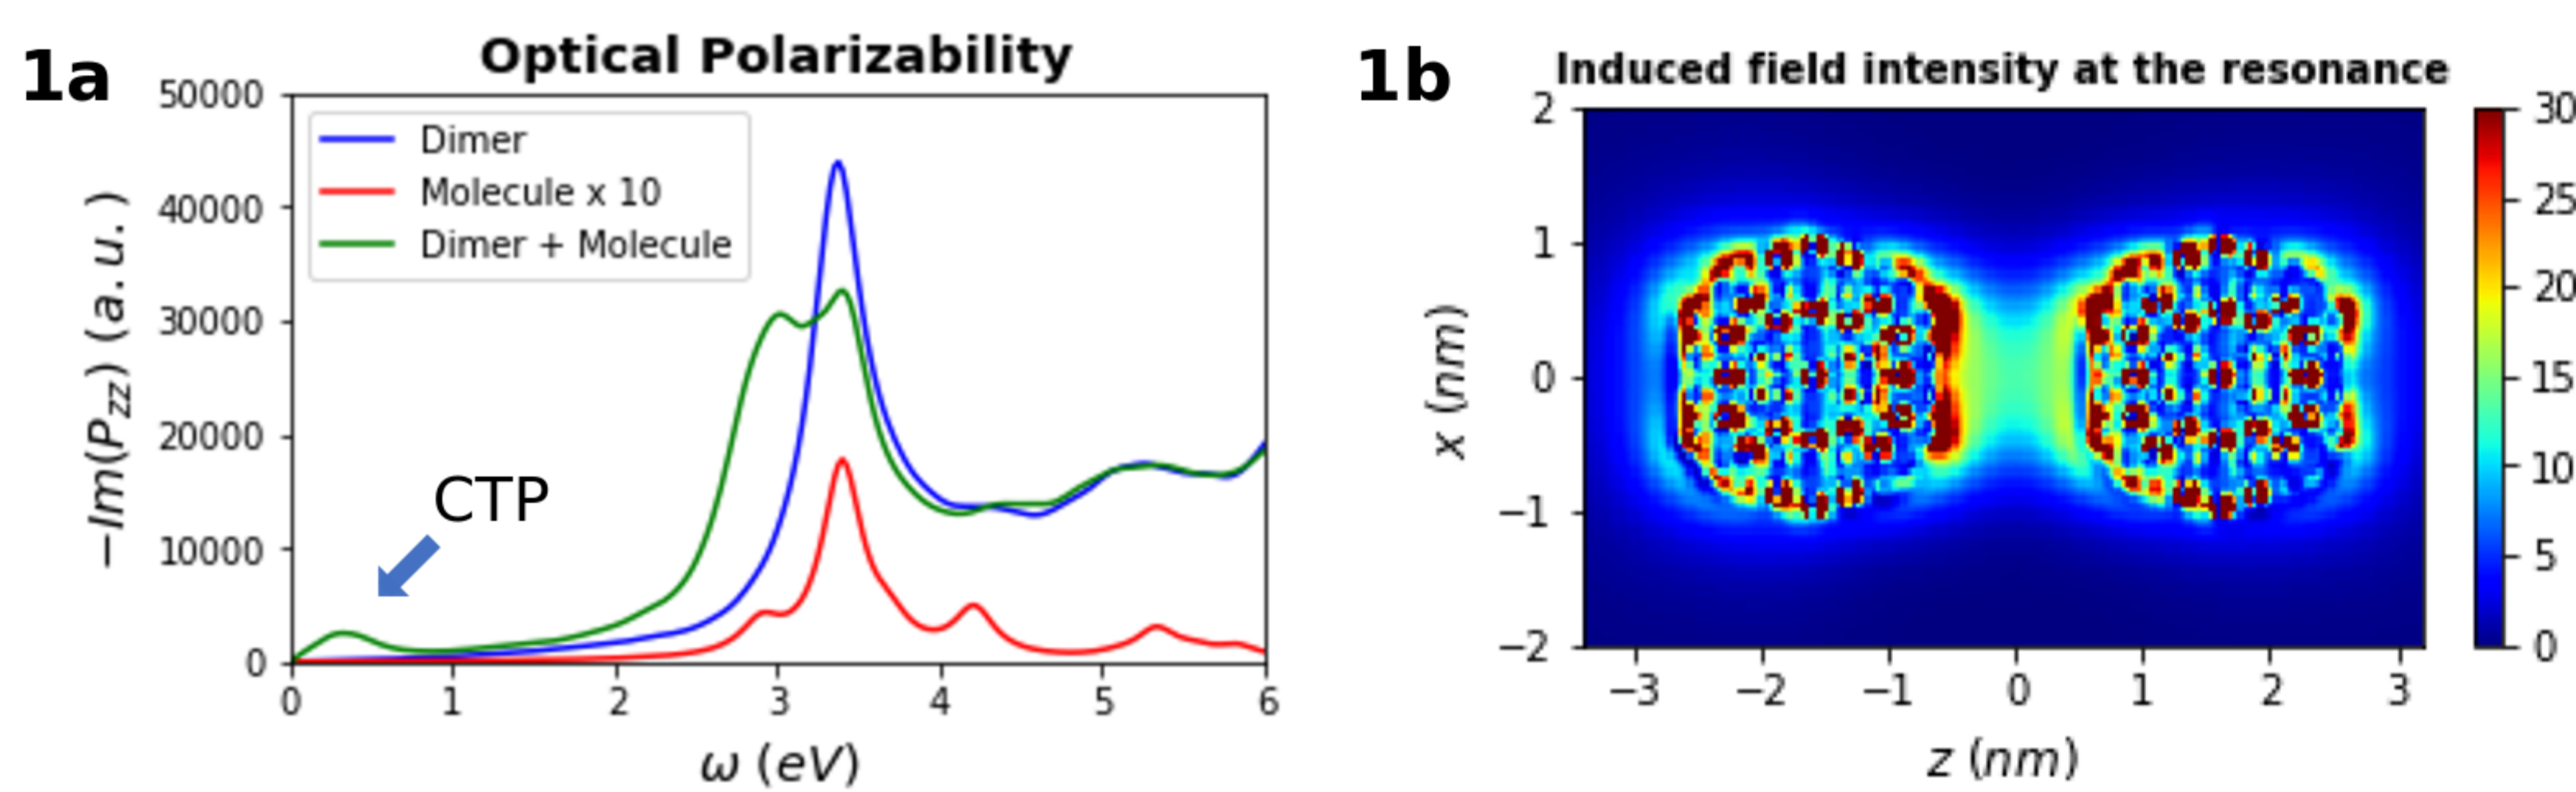 1a
Optical Polarizability
50000
40000
30000
20000
10000
0
−Im(P_zz) (a.u.)
Dimer
Molecule x 10
Dimer + Molecule
CTP
0 1 2 3 4 5 6
ω (eV)
1b
Induced field intensity at the resonance
2
1
0
−1
−2
x (nm)
−3 −2 −1 0 1 2 3
z (nm)
30
25
20
15
10
5
0